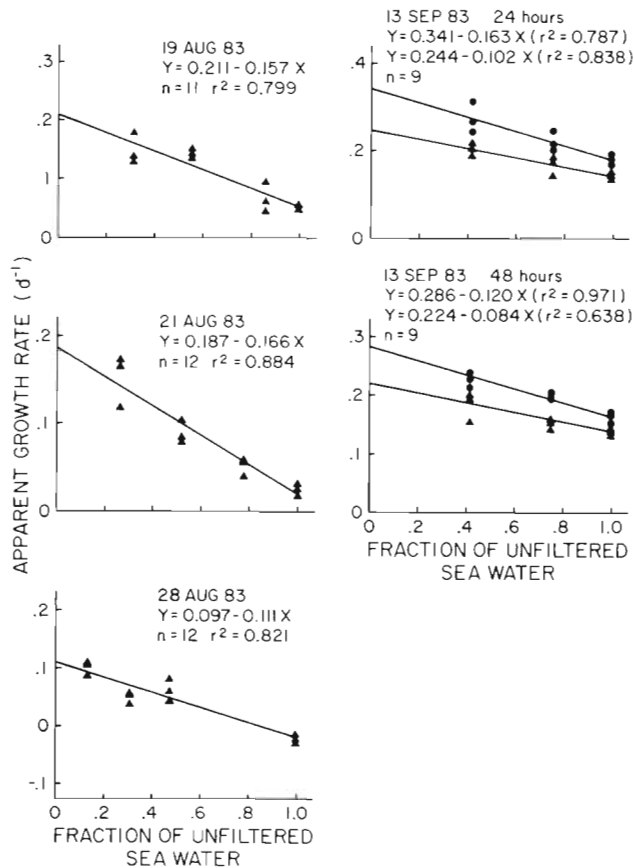 APPARENT GROWTH RATE (d⁻¹)
19 AUG 83
Y=0.211-0.157 X
n=11 r²=0.799
.3
.2
.1
0
21 AUG 83
Y=0.187-0.166 X
n=12 r²=0.884
.2
.1
0
28 AUG 83
Y=0.097-0.111X
n=12 r²=0.821
.2
.1
0
-.1
0 .2 .4 .6 .8 1.0
FRACTION OF UNFILTERED
SEA WATER
13 SEP 83 24 hours
Y=0.341-0.163 X (r²=0.787)
Y=0.244-0.102 X (r²=0.838)
n=9
.4
.2
0
13 SEP 83 48 hours
Y=0.286-0.120 X (r²=0.971)
Y=0.224-0.084 X (r²=0.638)
n=9
0.3
0.2
.1
0 .2 .4 .6 .8 1.0
FRACTION OF UNFILTERED
SEA WATER